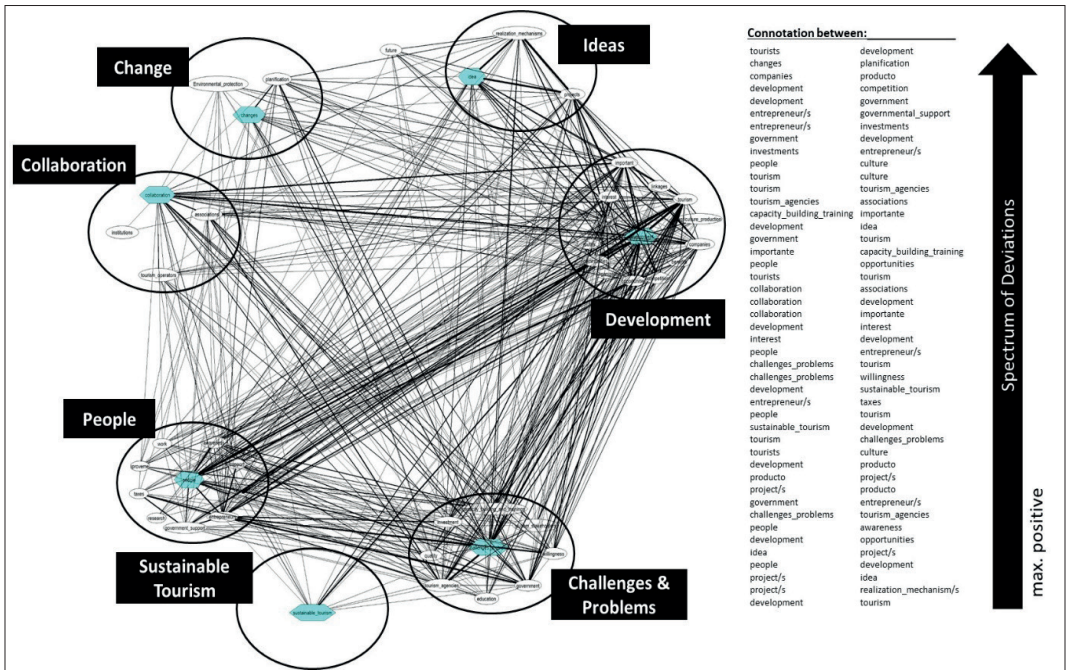 Change
Ideas
Collaboration
Development
People
Sustainable
Tourism
Challenges &
Problems
realization_mechanisms
future
idea
projects
Environmental_protection
planification
changes
collaboration
associations
institutions
tourism_operators
important
linkages
interest
tourism
companies
work
people
taxes
research
government_support
investment
quality
willingness
tourism_agencies
government
education
sustainable_tourism
Connotation between:
tourists development
changes planification
companies producto
development competition
development government
entrepreneur/s governmental_support
entrepreneur/s investments
government development
investments entrepreneur/s
people culture
tourism culture
tourism tourism_agencies
tourism_agencies associations
capacity_building_training importante
development idea
government tourism
importante capacity_building_training
people opportunities
tourists tourism
collaboration associations
collaboration development
collaboration importante
development interest
interest development
people entrepreneur/s
challenges_problems tourism
challenges_problems willingness
development sustainable_tourism
entrepreneur/s taxes
people tourism
sustainable_tourism development
tourism challenges_problems
tourists culture
development producto
producto project/s
project/s producto
government entrepreneur/s
challenges_problems tourism_agencies
people awareness
development opportunities
idea project/s
people development
project/s idea
project/s realization_mechanism/s
development tourism
Spectrum of Deviations
max. positive